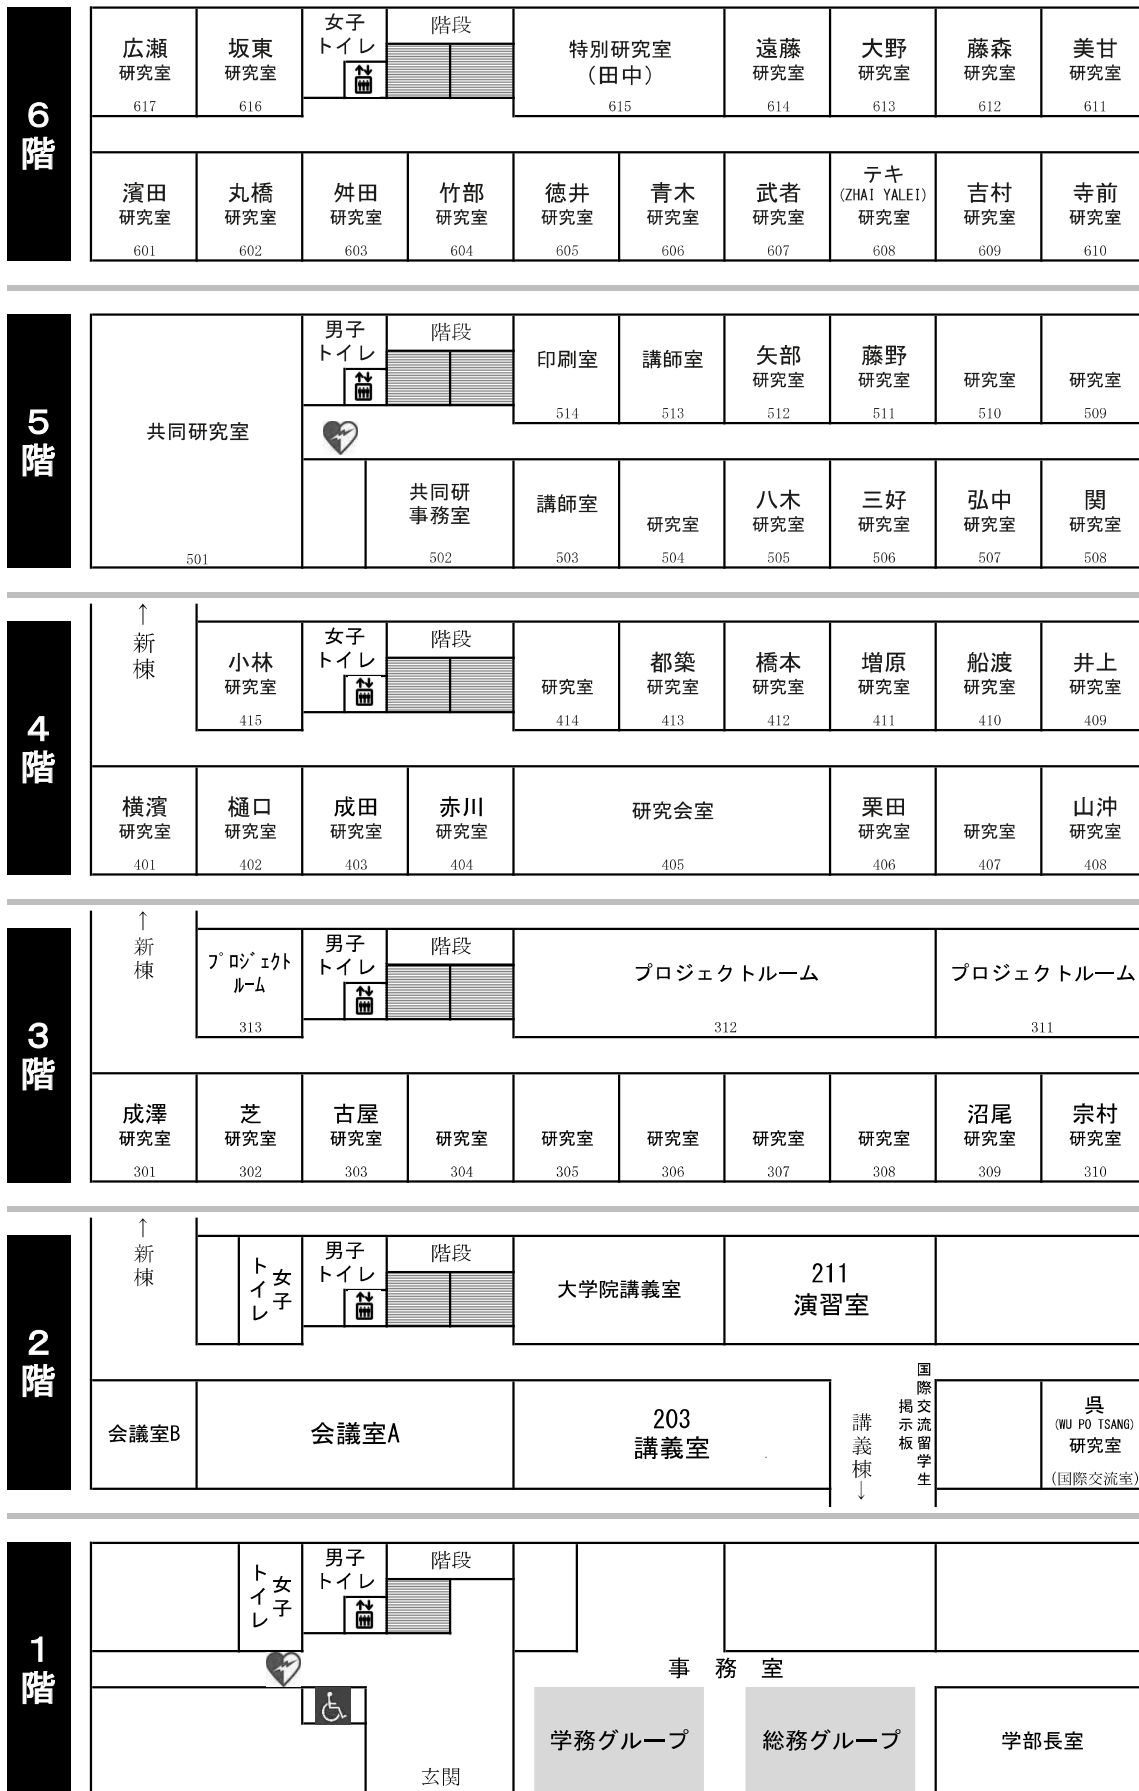 6階
広瀬
研究室
617
坂東
研究室
616
女子
トイレ
階段
特別研究室
（田中）
615
遠藤
研究室
614
大野
研究室
613
藤森
研究室
612
美甘
研究室
611
濱田
研究室
601
丸橋
研究室
602
舛田
研究室
603
竹部
研究室
604
徳井
研究室
605
青木
研究室
606
武者
研究室
607
テキ
(ZHAI YALEI)
研究室
608
吉村
研究室
609
寺前
研究室
610
5階
共同研究室
501
男子
トイレ
階段
印刷室
514
講師室
513
矢部
研究室
512
藤野
研究室
511
研究室
510
研究室
509
共同研
事務室
502
講師室
503
研究室
504
八木
研究室
505
三好
研究室
506
弘中
研究室
507
関
研究室
508
4階
↑
新棟
小林
研究室
415
女子
トイレ
階段
研究室
414
都築
研究室
413
橋本
研究室
412
増原
研究室
411
船渡
研究室
410
井上
研究室
409
横濱
研究室
401
樋口
研究室
402
成田
研究室
403
赤川
研究室
404
研究会室
405
栗田
研究室
406
研究室
407
山沖
研究室
408
3階
↑
新棟
ﾌﾟﾛｼﾞｪｸﾄ
ﾙｰﾑ
313
男子
トイレ
階段
プロジェクトルーム
312
プロジェクトルーム
311
成澤
研究室
301
芝
研究室
302
古屋
研究室
303
研究室
304
研究室
305
研究室
306
研究室
307
研究室
308
沼尾
研究室
309
宗村
研究室
310
2階
↑
新棟
女子
トイレ
男子
トイレ
階段
大学院講義室
211
演習室
会議室B
会議室A
203
講義室
講義棟↓
国際交流留学生
掲示板
呉
(WU PO TSANG)
研究室
(国際交流室)
1階
女子
トイレ
男子
トイレ
階段
事務室
学務グループ
総務グループ
学部長室
玄関